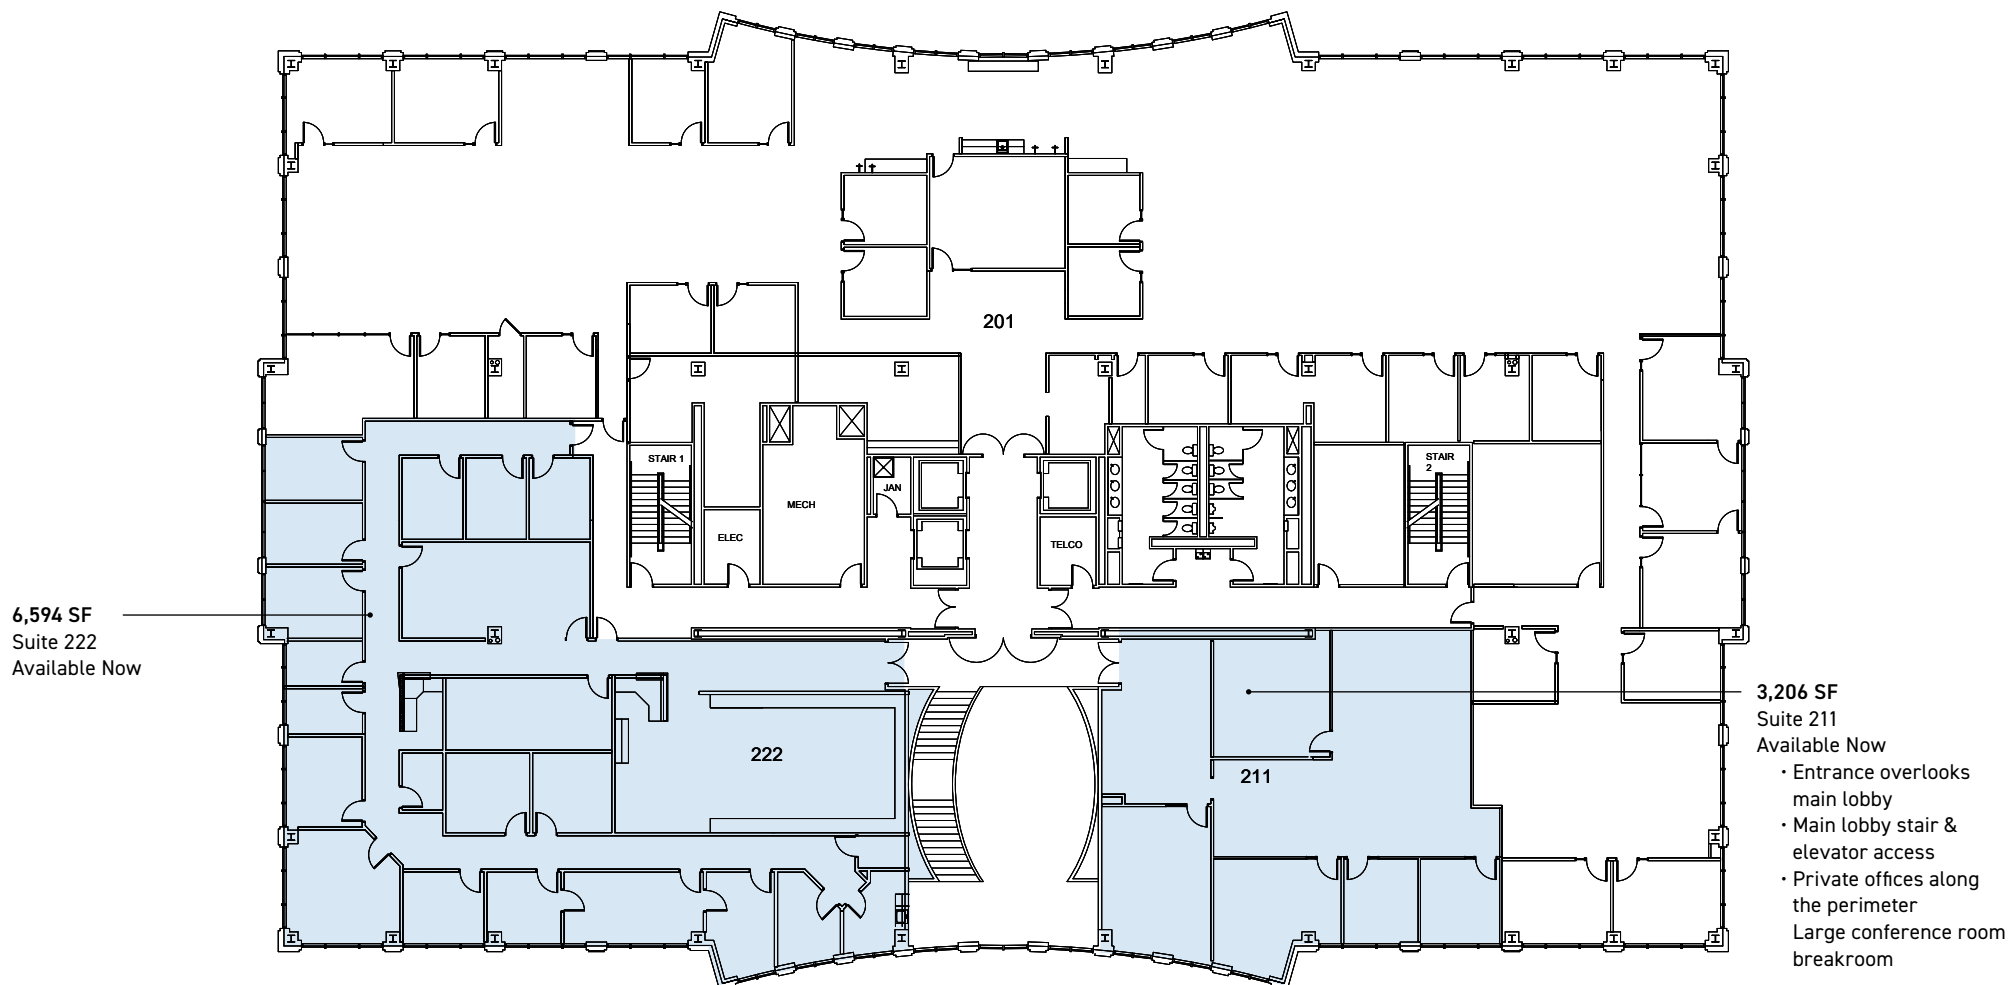 201
STAIR 1
STAIR
2
JAN
MECH
ELEC
TELCO
6,594 SF
Suite 222
Available Now
222
211
3,206 SF
Suite 211
Available Now
· Entrance overlooks
main lobby
· Main lobby stair &
elevator access
· Private offices along
the perimeter
Large conference room
breakroom